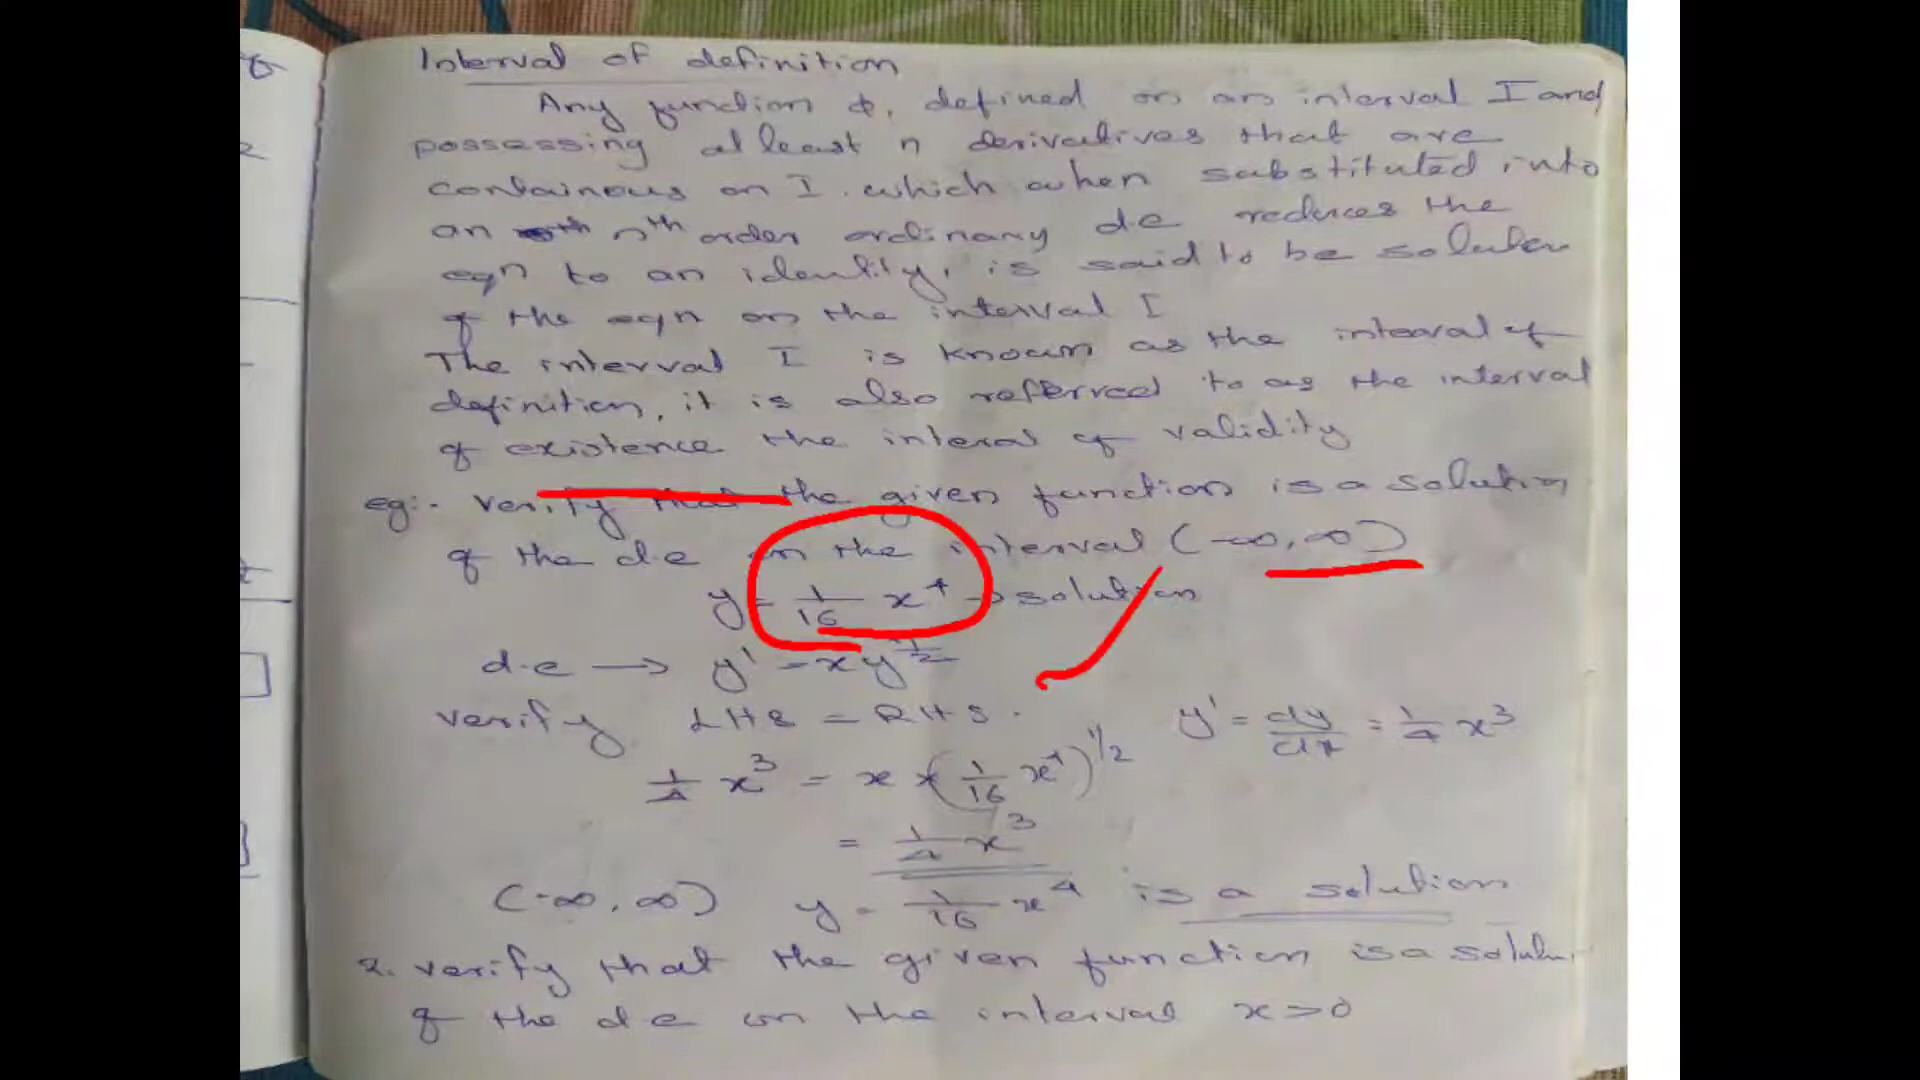 Interval of definition
Any function φ, defined on an interval I and
possessing atleast n derivatives that are
continuous on I. which when substituted into
an nth order ordinary d.e reduces the
eqn to an identity, is said to be solution
of the eqn on the interval I
The interval I is known as the interval of
definition, it is also referred to as the interval
of existence the interval of validity
eg:- verify that the given function is a solution
of the d.e on the interval (-∞, ∞)
y = 1/16 x⁴ → solution
d.e → y' = xy^1/2
verify LHS = RHS. y' = dy/dx = 1/4 x³
1/4 x³ = x * (1/16 x⁴)^1/2
= 1/4 x³
(-∞, ∞) y = 1/16 x⁴ is a solution
2. verify that the given function is a solu
of the d e on the interval x>0